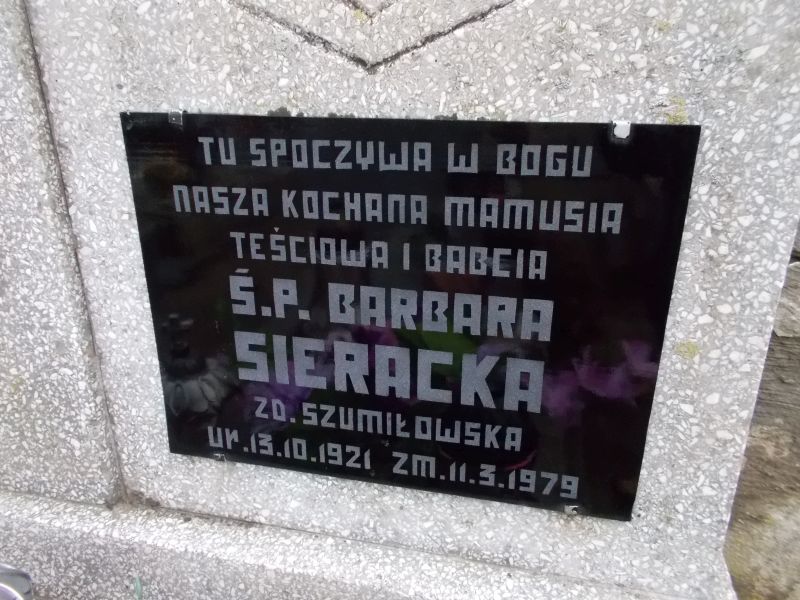 TU SPOCZYWA W BOGU
NASZA KOCHANA MAMUSIA
TEŚCIOWA I BABCIA
Ś.P. BARBARA
SIERACKA
ZD. SZUMIŁOWSKA
UR.13.10.1921 ZM.11.3.1979